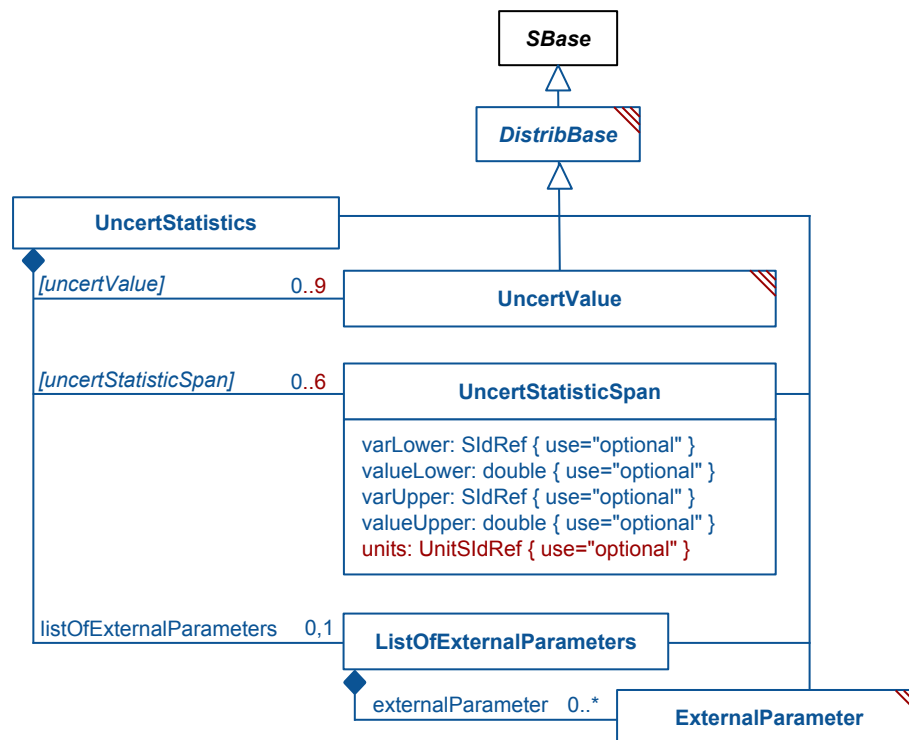 SBase
DistribBase
UncertStatistics
[uncertValue] 0..9
UncertValue
[uncertStatisticSpan] 0..6
UncertStatisticSpan
varLower: SIdRef { use="optional" }
valueLower: double { use="optional" }
varUpper: SIdRef { use="optional" }
valueUpper: double { use="optional" }
units: UnitSIdRef { use="optional" }
listOfExternalParameters 0,1
ListOfExternalParameters
externalParameter 0..*
ExternalParameter